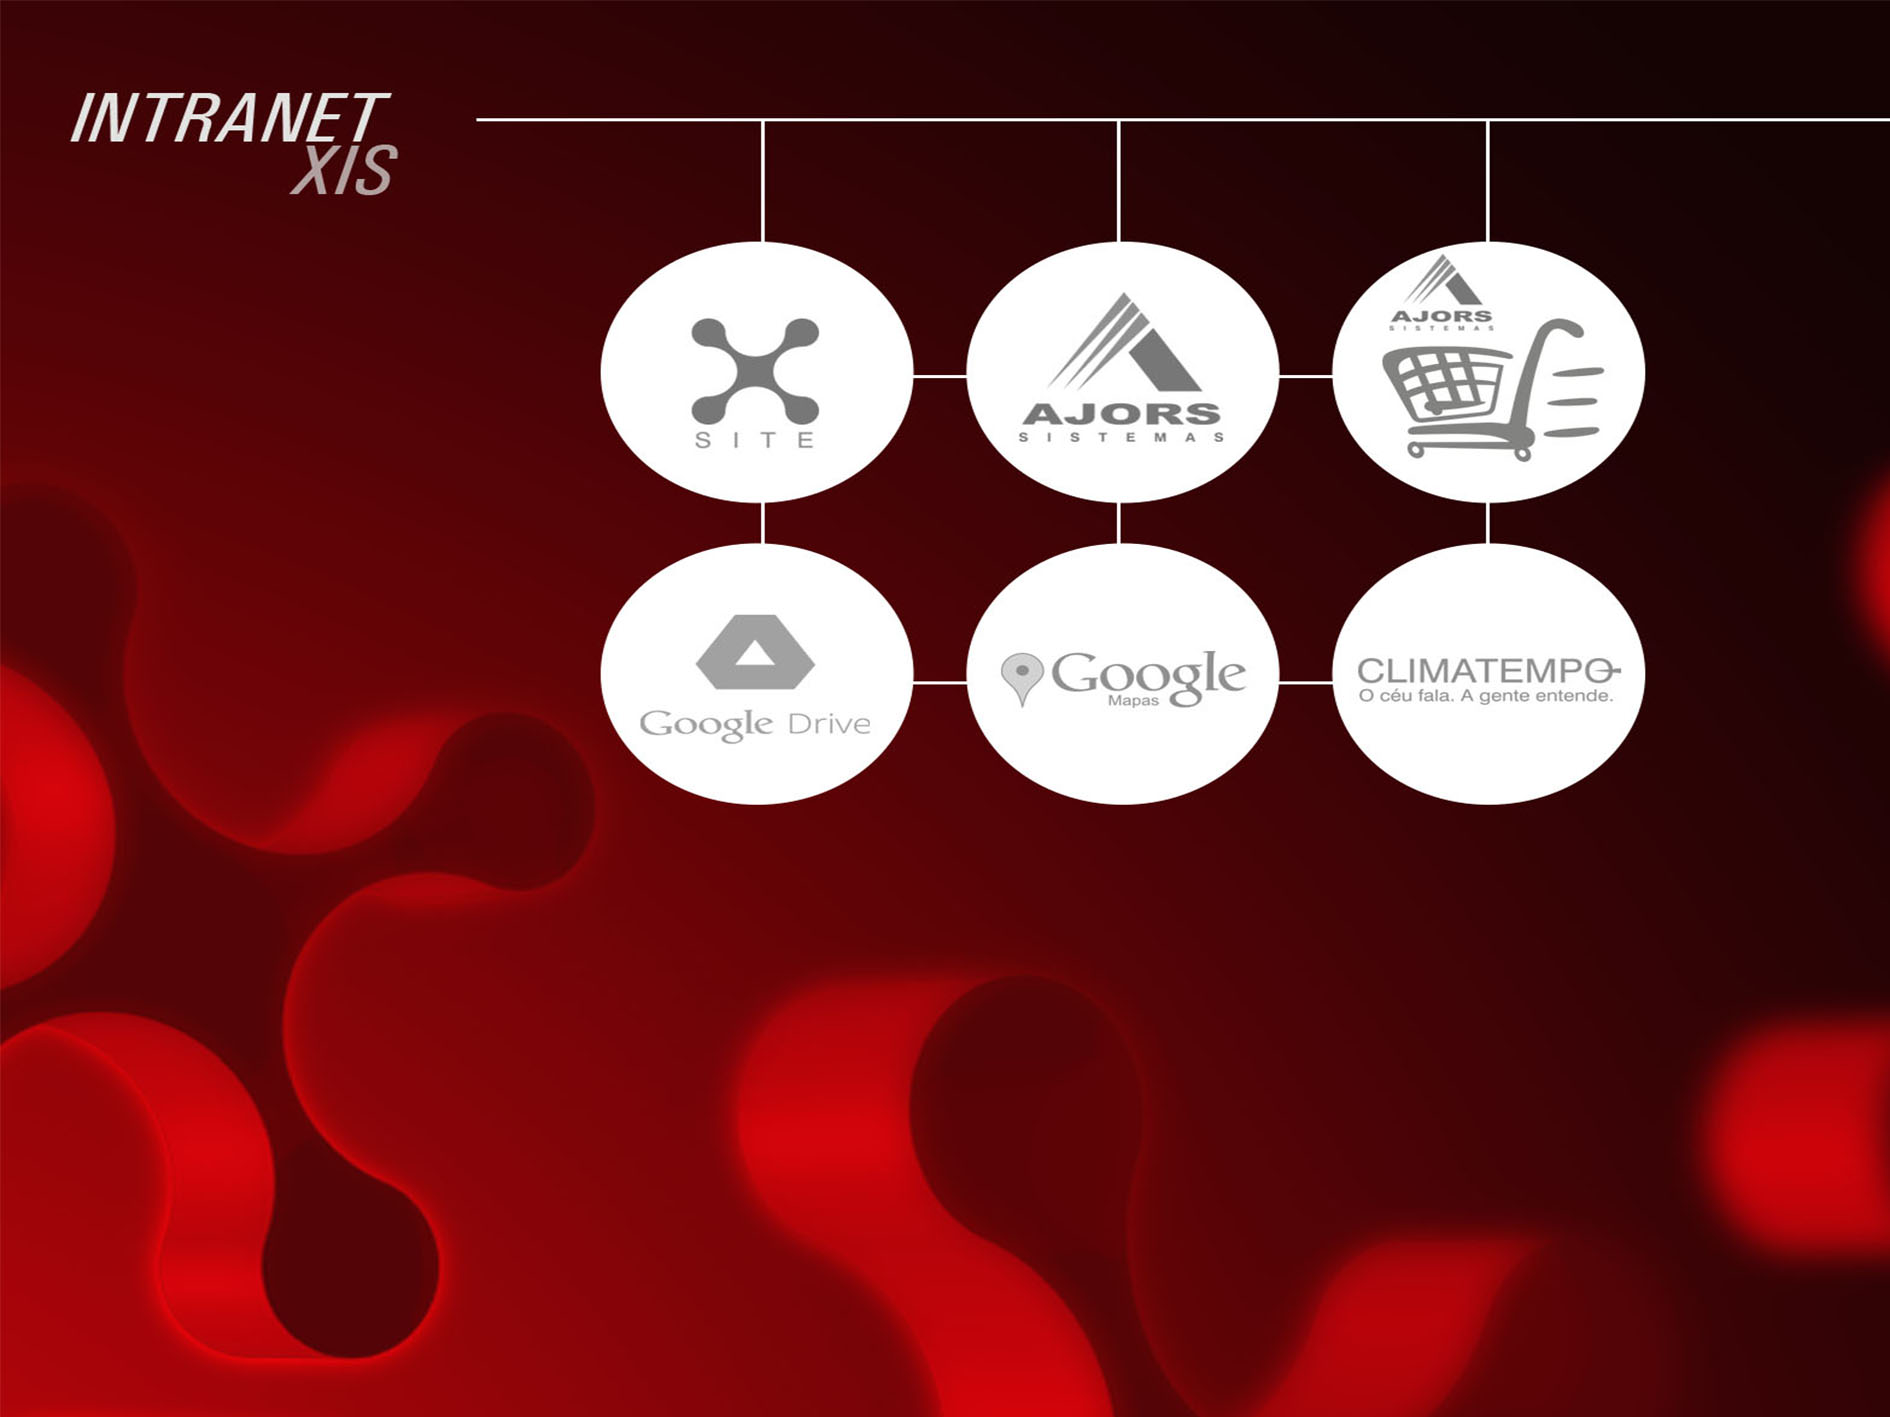 INTRANET
XIS
SITE
AJORS
SISTEMAS
AJORS
SISTEMAS
Google Drive
Google
Mapas
CLIMATEMPO
O céu fala. A gente entende.